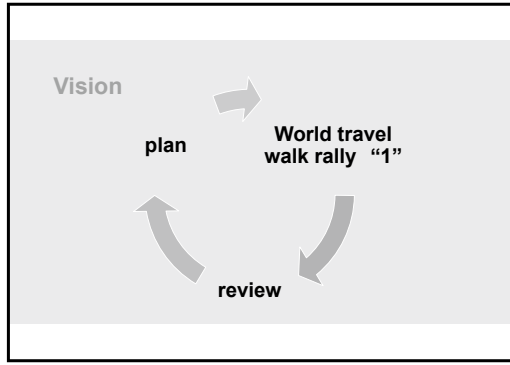 Vision
plan
World travel
walk rally “1”
review